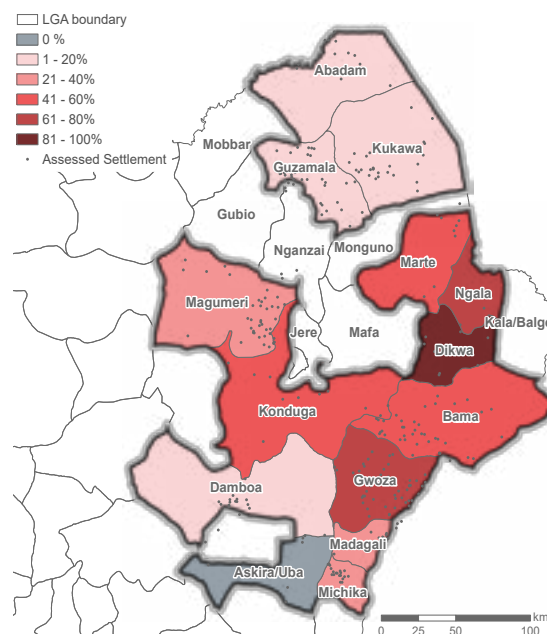 LGA boundary
0 %
1 - 20%
21 - 40%
41 - 60%
61 - 80%
81 - 100%
Assessed Settlement
Abadam
Mobbar
Kukawa
Guzamala
Gubio
Nganzai
Monguno
Marte
Magumeri
Ngala
Kala/Balge
Jere
Mafa
Dikwa
Konduga
Bama
Damboa
Gwoza
Madagali
Askira/Uba
Michika
km
0 25 50 100